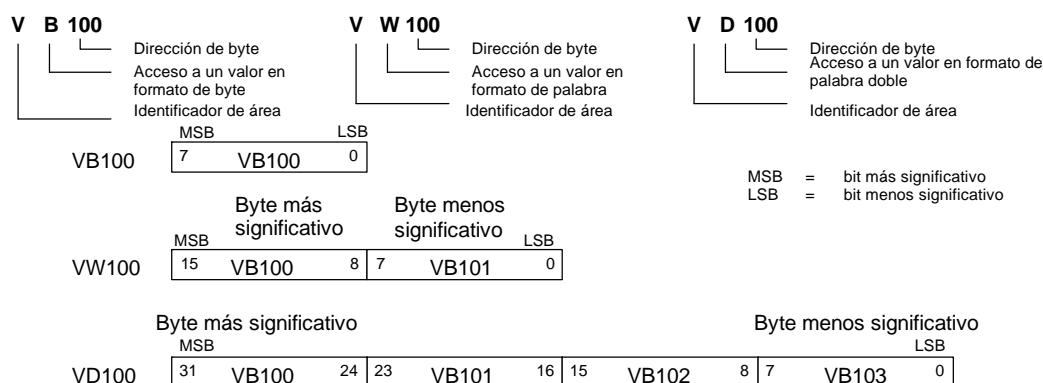 V B 100
Dirección de byte
Acceso a un valor en
formato de byte
Identificador de área
V W 100
Dirección de byte
Acceso a un valor en
formato de palabra
Identificador de área
V D 100
Dirección de byte
Acceso a un valor en formato de
palabra doble
Identificador de área
MSB LSB
VB100 7 VB100 0
MSB = bit más significativo
LSB = bit menos significativo
Byte más
significativo
Byte menos
significativo
MSB LSB
VW100 15 VB100 8 7 VB101 0
Byte más significativo Byte menos significativo
MSB LSB
VD100 31 VB100 24 23 VB101 16 15 VB102 8 7 VB103 0